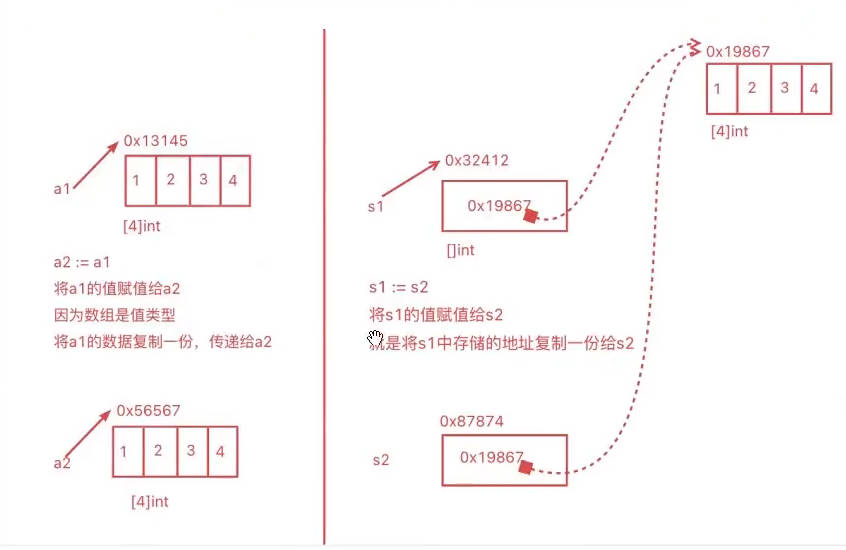 0x13145
a1
1 2 3 4
[4]int
a2 := a1
将a1的值赋值给a2
因为数组是值类型
将a1的数据复制一份，传递给a2
0x56567
a2
1 2 3 4
[4]int
0x19867
1 2 3 4
[4]int
0x32412
s1
0x19867
[]int
s1 := s2
将s1的值赋值给s2
就是将s1中存储的地址复制一份给s2
0x87874
s2
0x19867